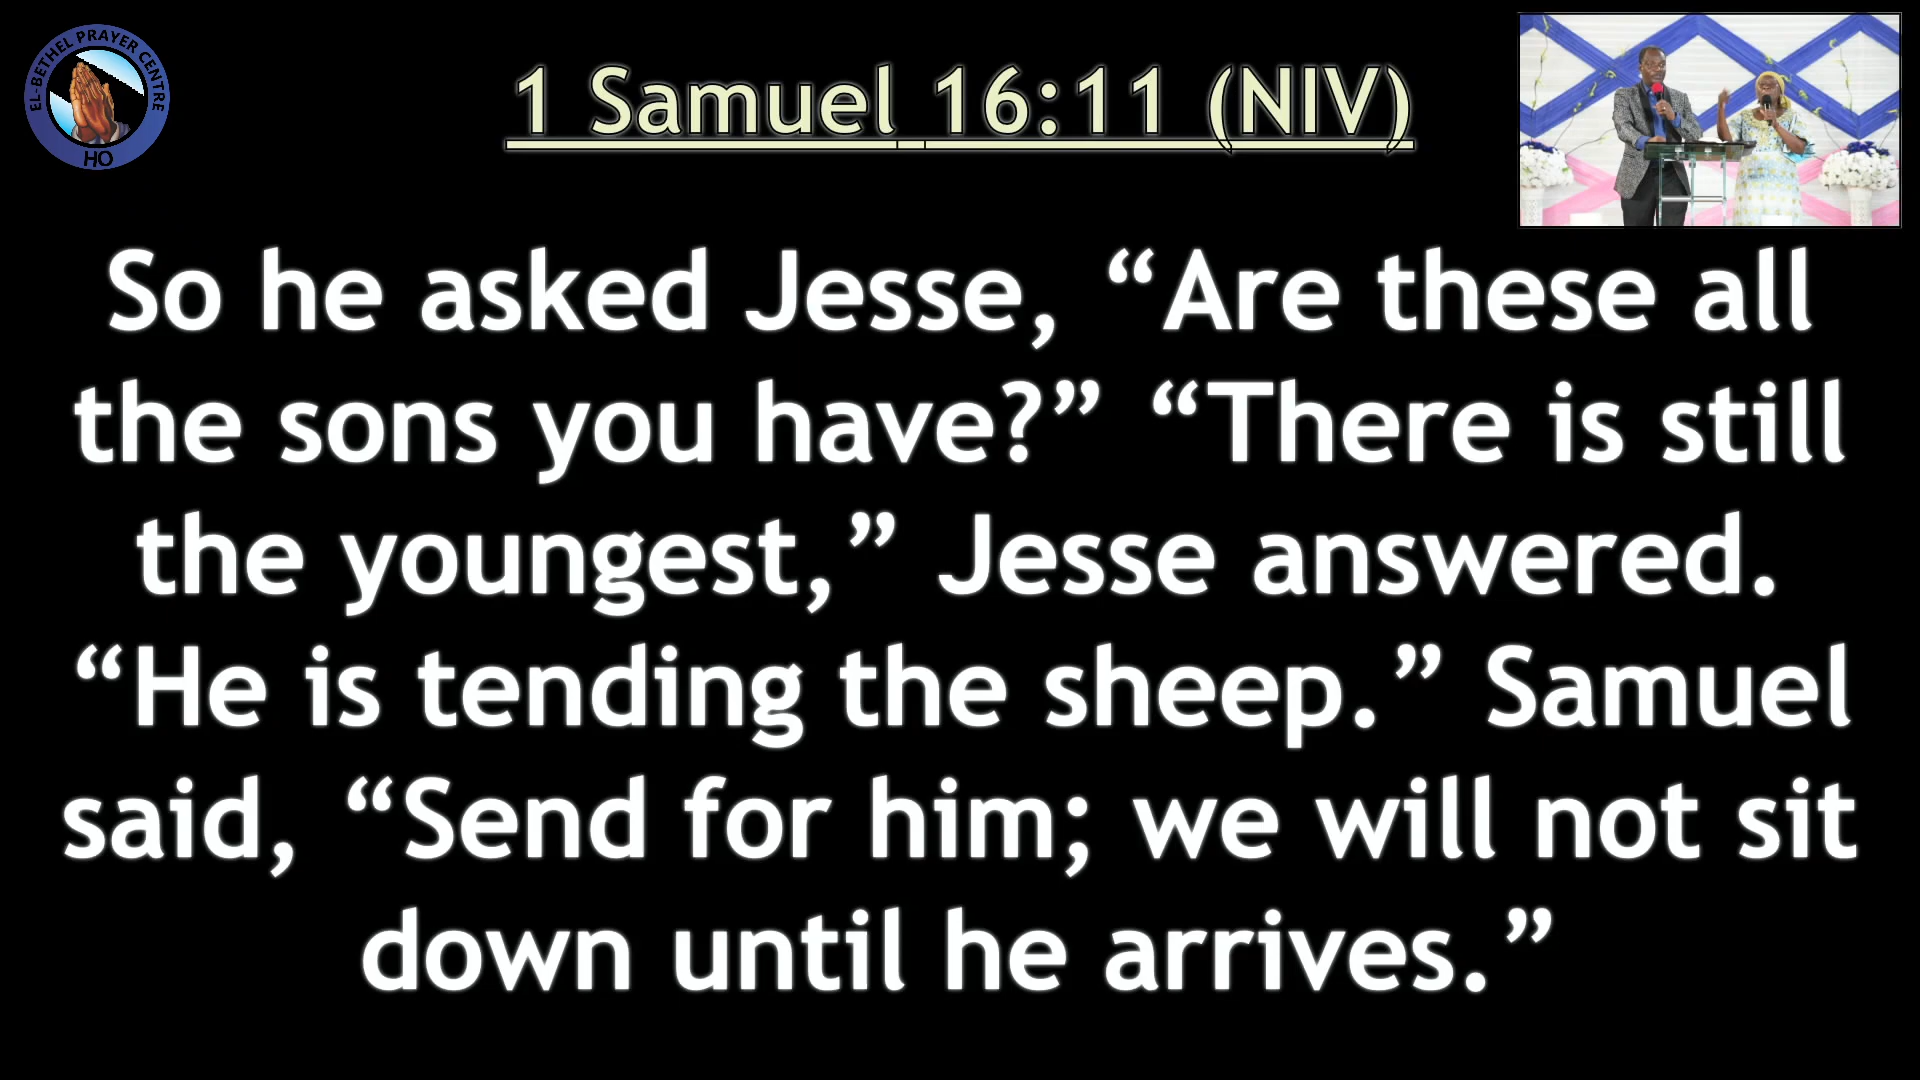 EL-BETHEL PRAYER CENTRE
HO
1 Samuel 16:11 (NIV)
So he asked Jesse, “Are these all
the sons you have?” “There is still
the youngest,” Jesse answered.
“He is tending the sheep.” Samuel
said, “Send for him; we will not sit
down until he arrives.”